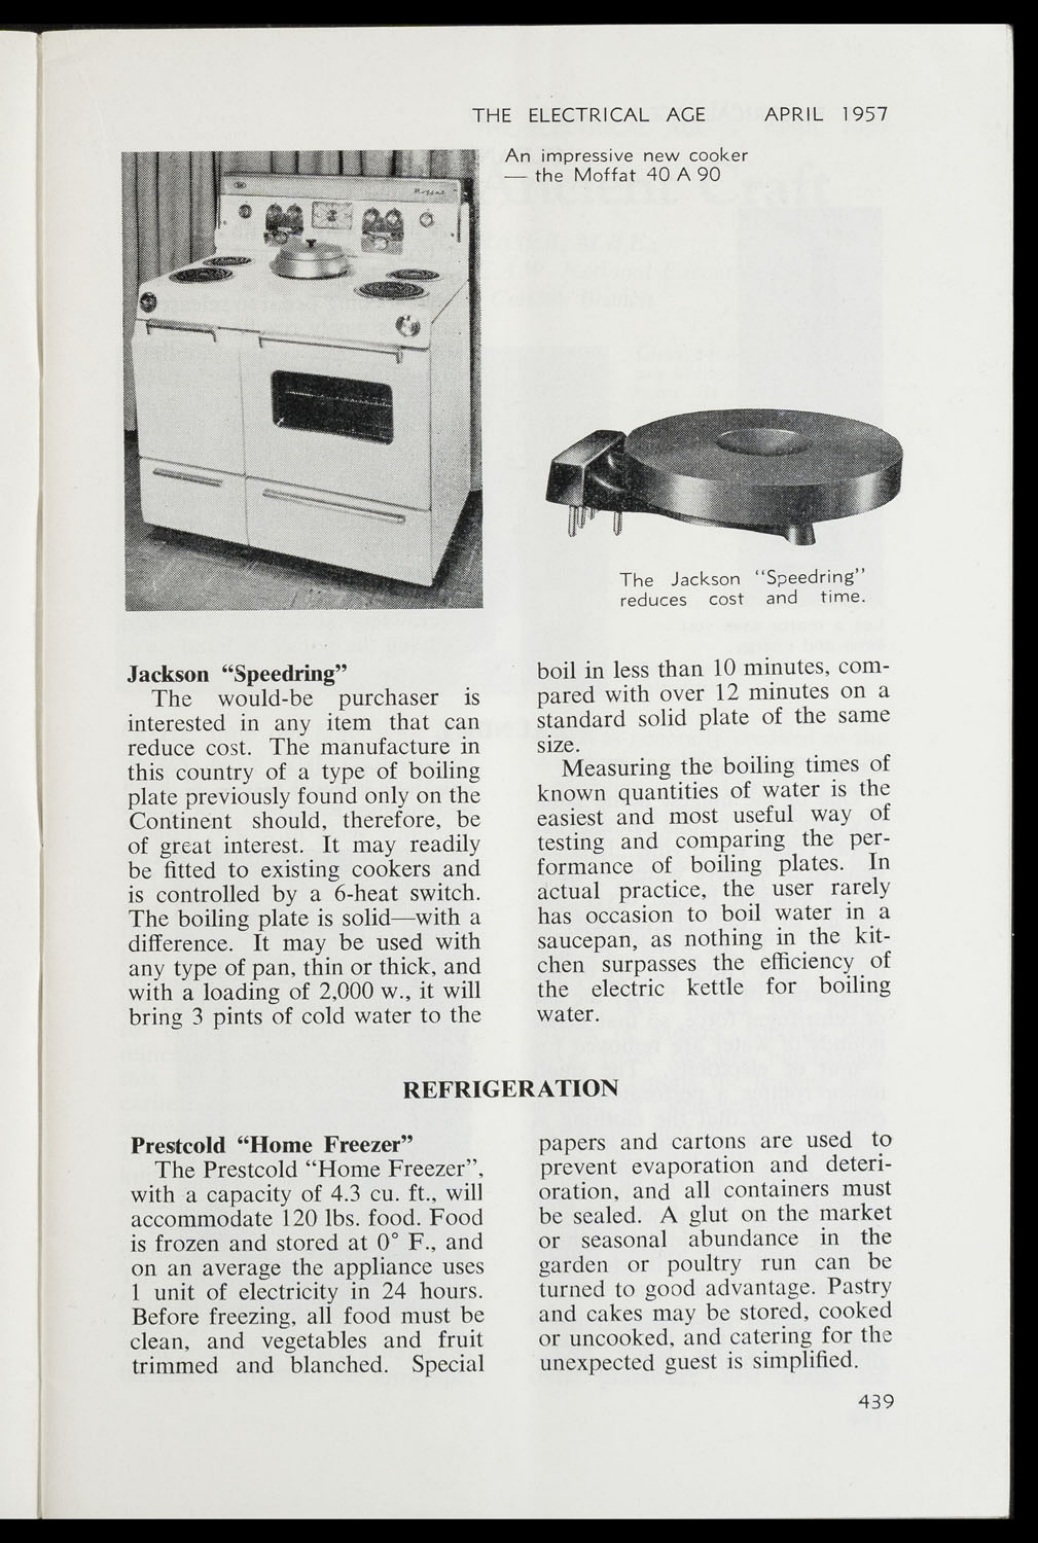 THE ELECTRICAL AGE APRIL 1957
An impressive new cooker
— the Moffat 40 A 90
The Jackson “Speedring”
reduces cost and time.
Jackson “Speedring”
The would-be purchaser is
interested in any item that can
reduce cost. The manufacture in
this country of a type of boiling
plate previously found only on the
Continent should, therefore, be
of great interest. It may readily
be fitted to existing cookers and
is controlled by a 6-heat switch.
The boiling plate is solid—with a
difference. It may be used with
any type of pan, thin or thick, and
with a loading of 2,000 w., it will
bring 3 pints of cold water to the
boil in less than 10 minutes, com-
pared with over 12 minutes on a
standard solid plate of the same
size.
Measuring the boiling times of
known quantities of water is the
easiest and most useful way of
testing and comparing the per-
formance of boiling plates. In
actual practice, the user rarely
has occasion to boil water in a
saucepan, as nothing in the kit-
chen surpasses the efficiency of
the electric kettle for boiling
water.
REFRIGERATION
Prestcold “Home Freezer”
The Prestcold “Home Freezer”,
with a capacity of 4.3 cu. ft., will
accommodate 120 lbs. food. Food
is frozen and stored at 0° F., and
on an average the appliance uses
1 unit of electricity in 24 hours.
Before freezing, all food must be
clean, and vegetables and fruit
trimmed and blanched. Special
papers and cartons are used to
prevent evaporation and deteri-
oration, and all containers must
be sealed. A glut on the market
or seasonal abundance in the
garden or poultry run can be
turned to good advantage. Pastry
and cakes may be stored, cooked
or uncooked, and catering for the
unexpected guest is simplified.
439